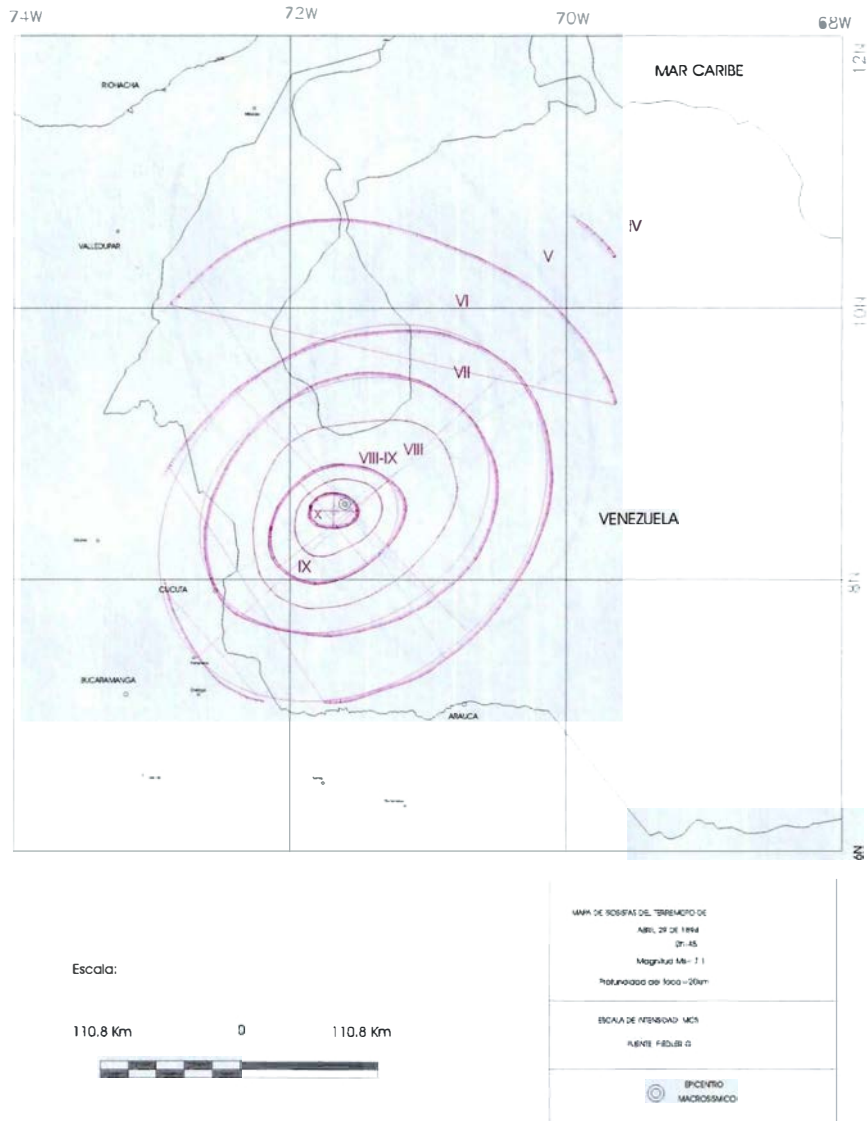 74W
72W
70W
68W
12N
MAR CARIBE
RIOHACHA
VALLEDUPAR
IV
V
VI
10N
VII
VIII-IX
VIII
X
VENEZUELA
IX
8N
CUCUTA
BUCARAMANGA
ARAUCA
6N
Escala:
110.8 Km
0
110.8 Km
MAPA DE ISOSISTAS DEL TERREMOTO DE
ABRIL 29 DE 1894
Magnitud Ms= 7.1
Profundidad del foco =20km
ESCALA DE INTENSIDAD MCS
FUENTE FIEDLER G
EPICENTRO
MACROSISMICO